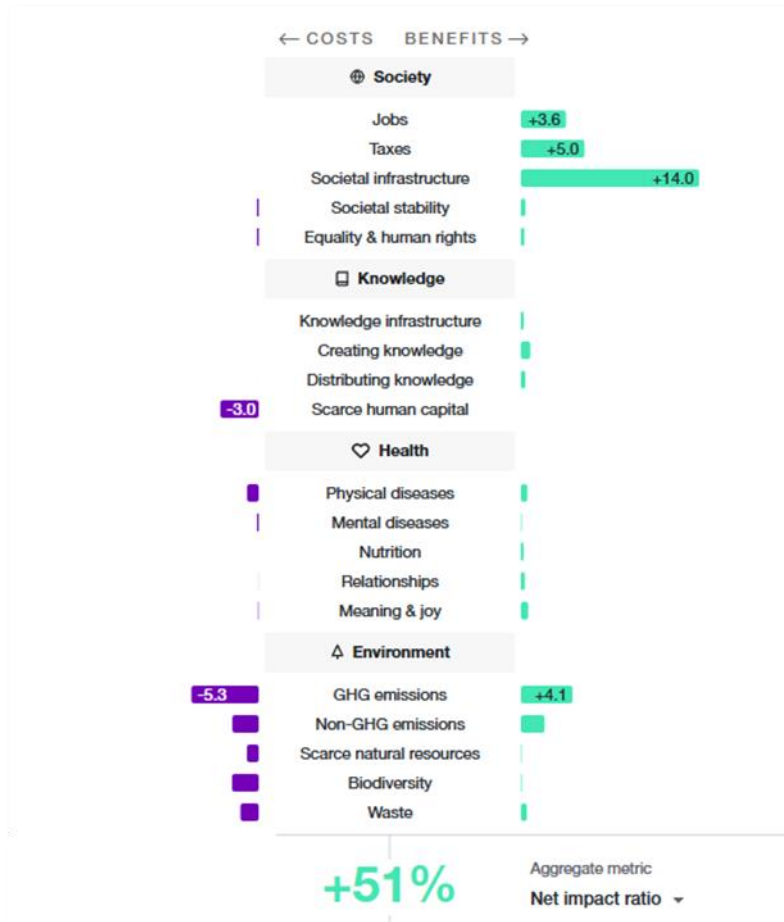 ← COSTS BENEFITS →
Society
Jobs +3.6
Taxes +5.0
Societal infrastructure +14.0
Societal stability
Equality & human rights
Knowledge
Knowledge infrastructure
Creating knowledge
Distributing knowledge
-3.0 Scarce human capital
Health
Physical diseases
Mental diseases
Nutrition
Relationships
Meaning & joy
Environment
-5.3 GHG emissions +4.1
Non-GHG emissions
Scarce natural resources
Biodiversity
Waste
+51%
Aggregate metric
Net impact ratio